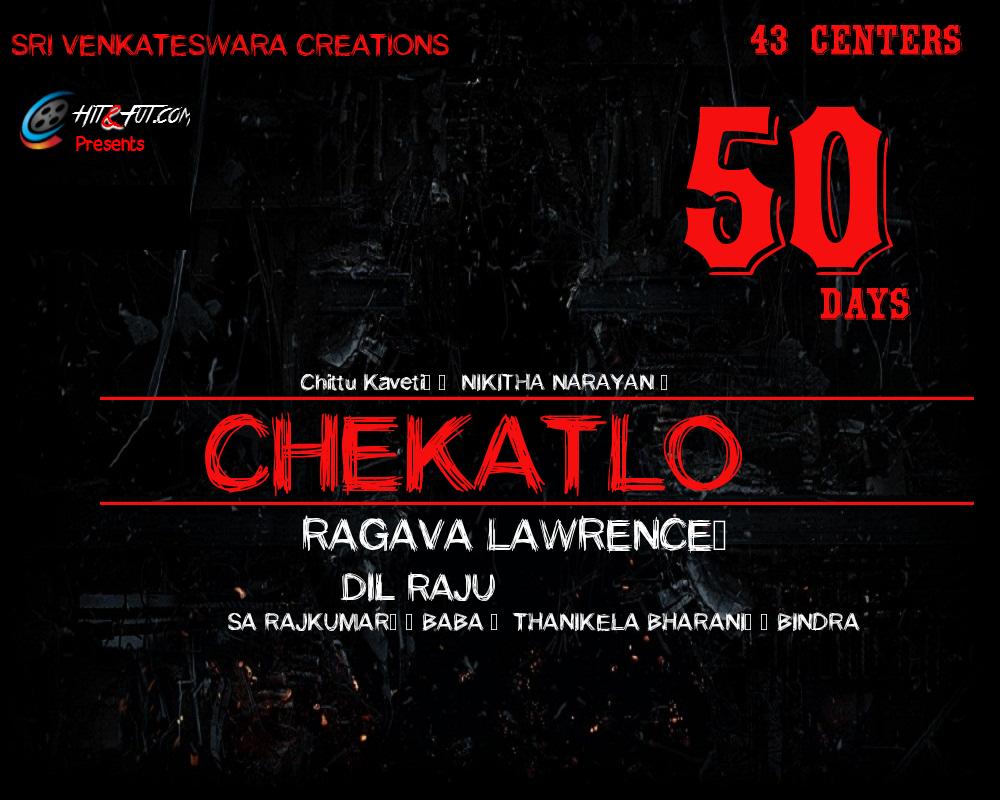 SRI VENKATESWARA CREATIONS
43 CENTERS
HIT&FUT.COM
Presents
50
DAYS
Chittu Kaveti NIKITHA NARAYAN
CHEKATLO
RAGAVA LAWRENCE
DIL RAJU
SA RAJKUMAR BABA THANIKELA BHARANI BINDRA